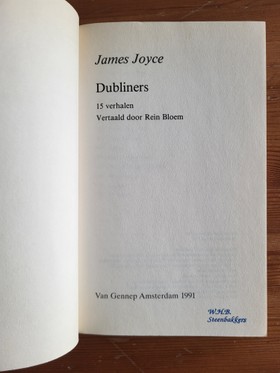 James Joyce
Dubliners
15 verhalen
Vertaald door Rein Bloem
Van Gennep Amsterdam 1991
W.H.B.
Steenbakkers